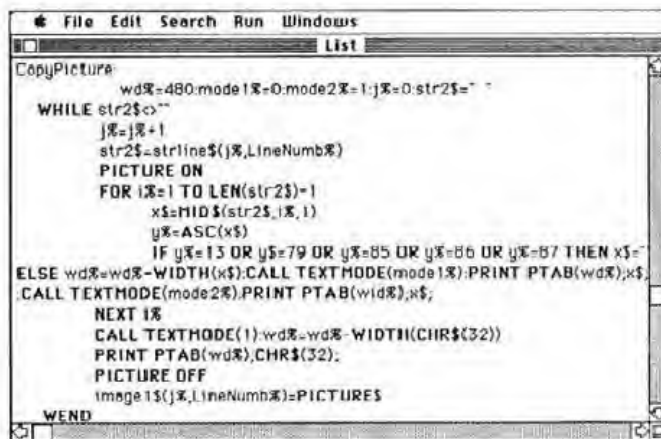 File Edit Search Run Windows
List
CopyPicture
wd%=480:mode1%=0:mode2%=1:j%=0:str2$=" "
WHILE str2$<>""
j%=j%+1
str2$=strline$(j%,LineNumb%)
PICTURE ON
FOR i%=1 TO LEN(str2$)-1
x$=MID$(str2$,i%,1)
y%=ASC(x$)
IF y%=13 OR y%=79 OR y%=85 OR y%=86 OR y%=87 THEN x$=""
ELSE wd%=wd%-WIDTH(x$):CALL TEXTMODE(mode1%):PRINT PTAB(wd%);x$;
:CALL TEXTMODE(mode2%):PRINT PTAB(wid%);x$;
NEXT i%
CALL TEXTMODE(1):wd%=wd%-WIDTH(CHR$(32))
PRINT PTAB(wd%);CHR$(32);
PICTURE OFF
image1$(j%,LineNumb%)=PICTURE$
WEND